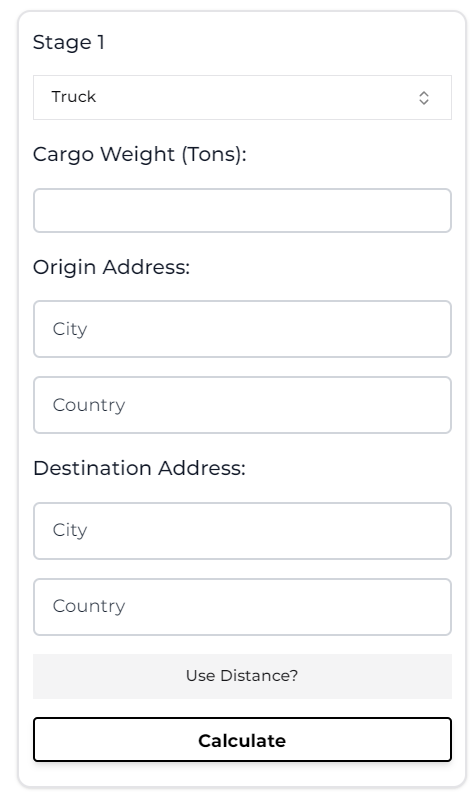 Stage 1
Truck
Cargo Weight (Tons):
Origin Address:
City
Country
Destination Address:
City
Country
Use Distance?
Calculate